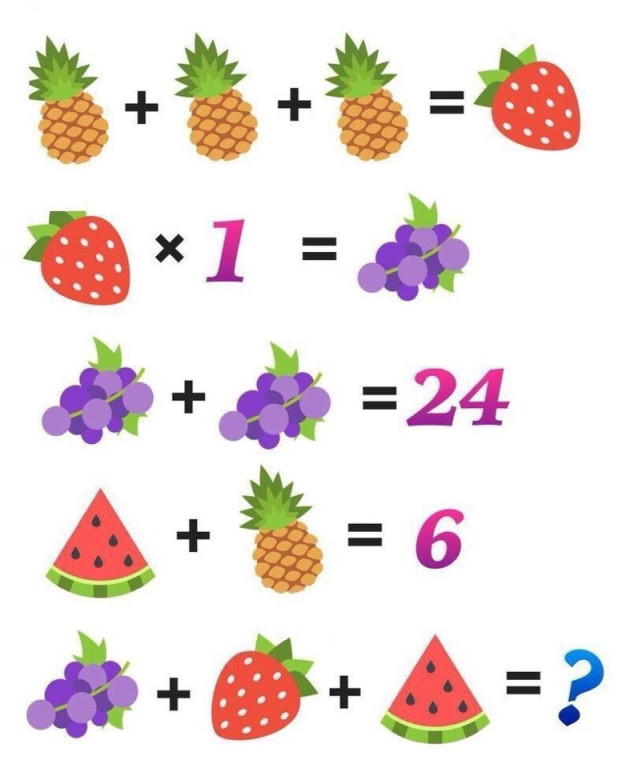 + + =
× 1 =
+ = 24
+ = 6
+ + = ?